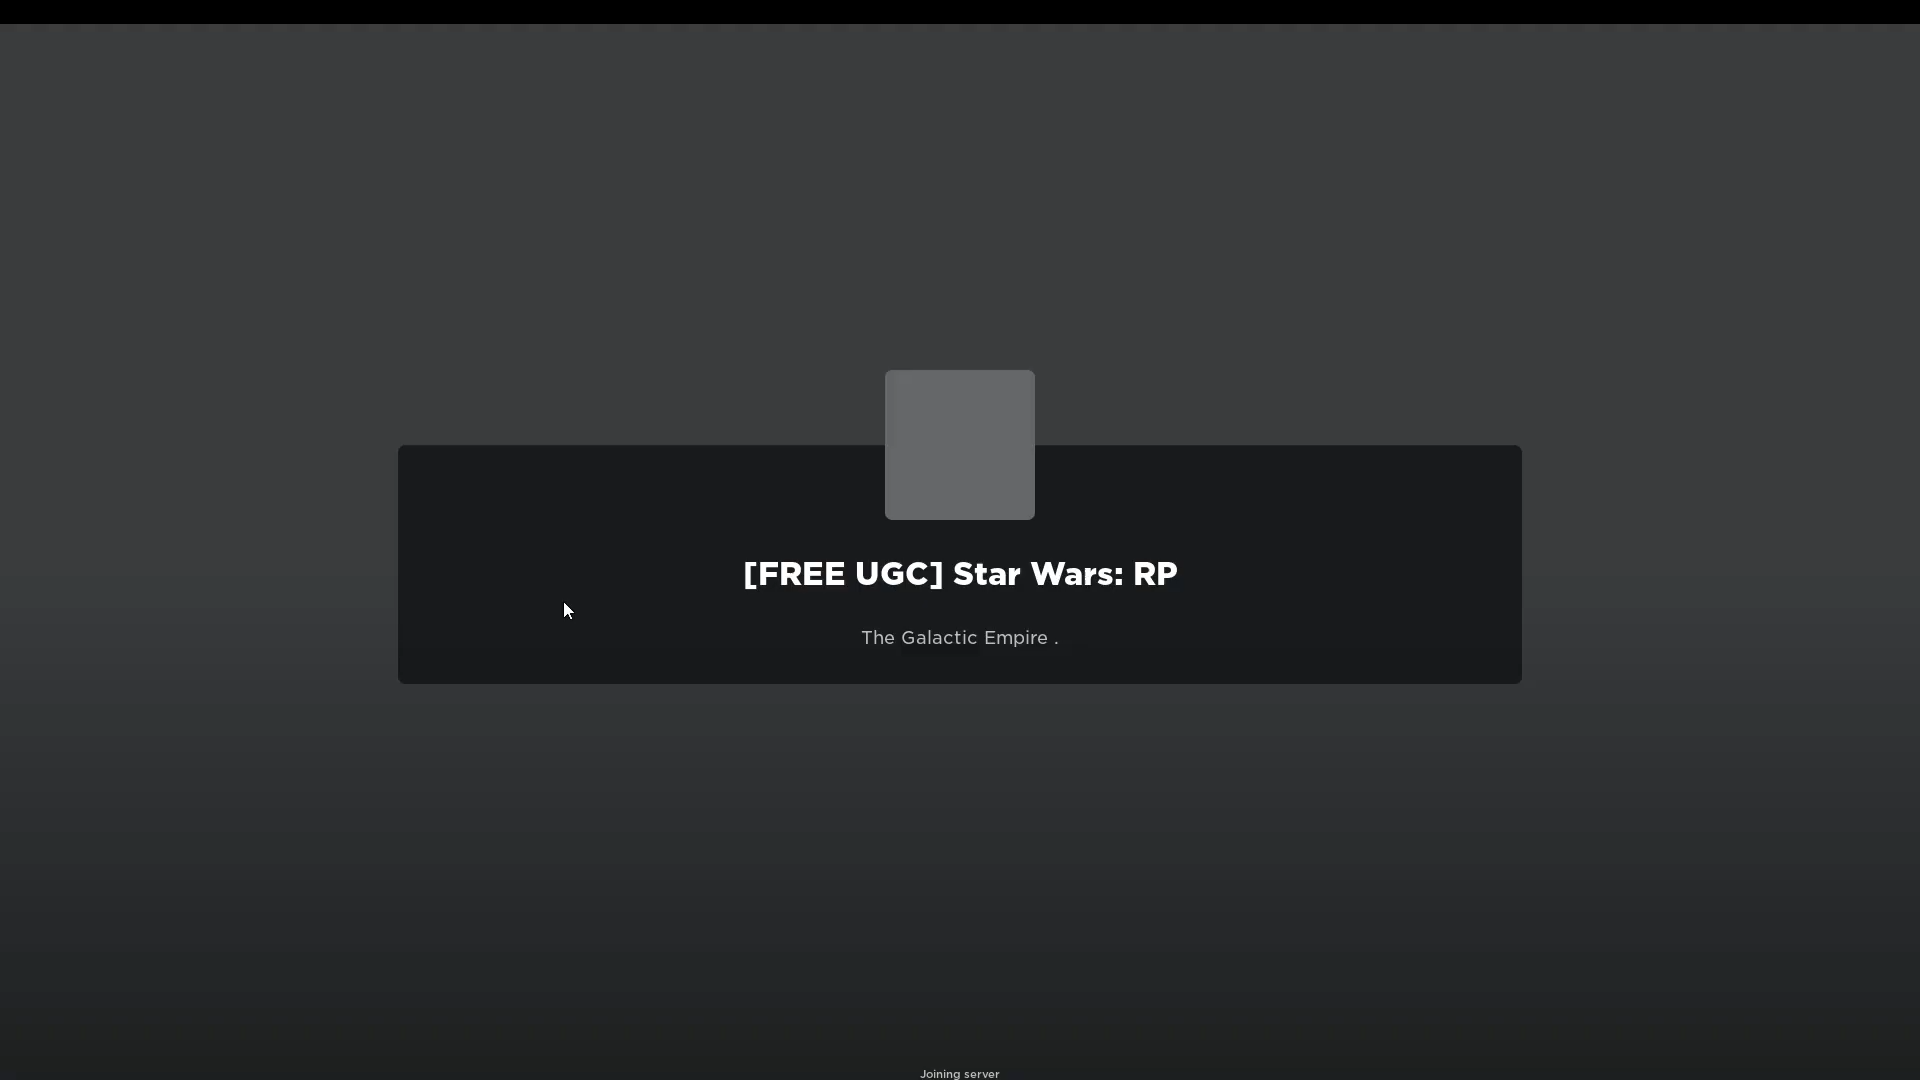 [FREE UGC] Star Wars: RP
The Galactic Empire .
Joining server